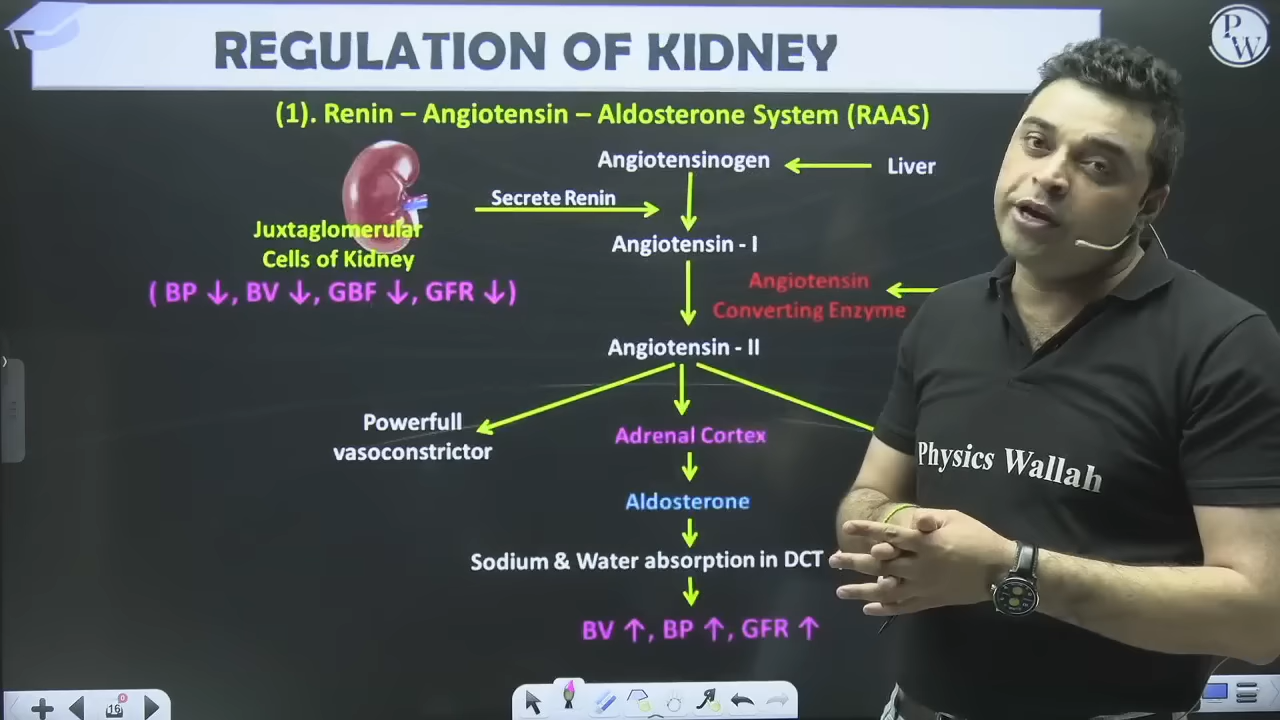 REGULATION OF KIDNEY
PW
(1). Renin – Angiotensin – Aldosterone System (RAAS)
Angiotensinogen
Liver
Secrete Renin
Juxtaglomerular
Cells of Kidney
Angiotensin - I
( BP ↓, BV ↓, GBF ↓, GFR ↓)
Angiotensin
Converting Enzyme
Angiotensin - II
Powerfull
vasoconstrictor
Adrenal Cortex
Physics Wallah
Aldosterone
Sodium & Water absorption in DCT
BV ↑, BP ↑, GFR ↑
16